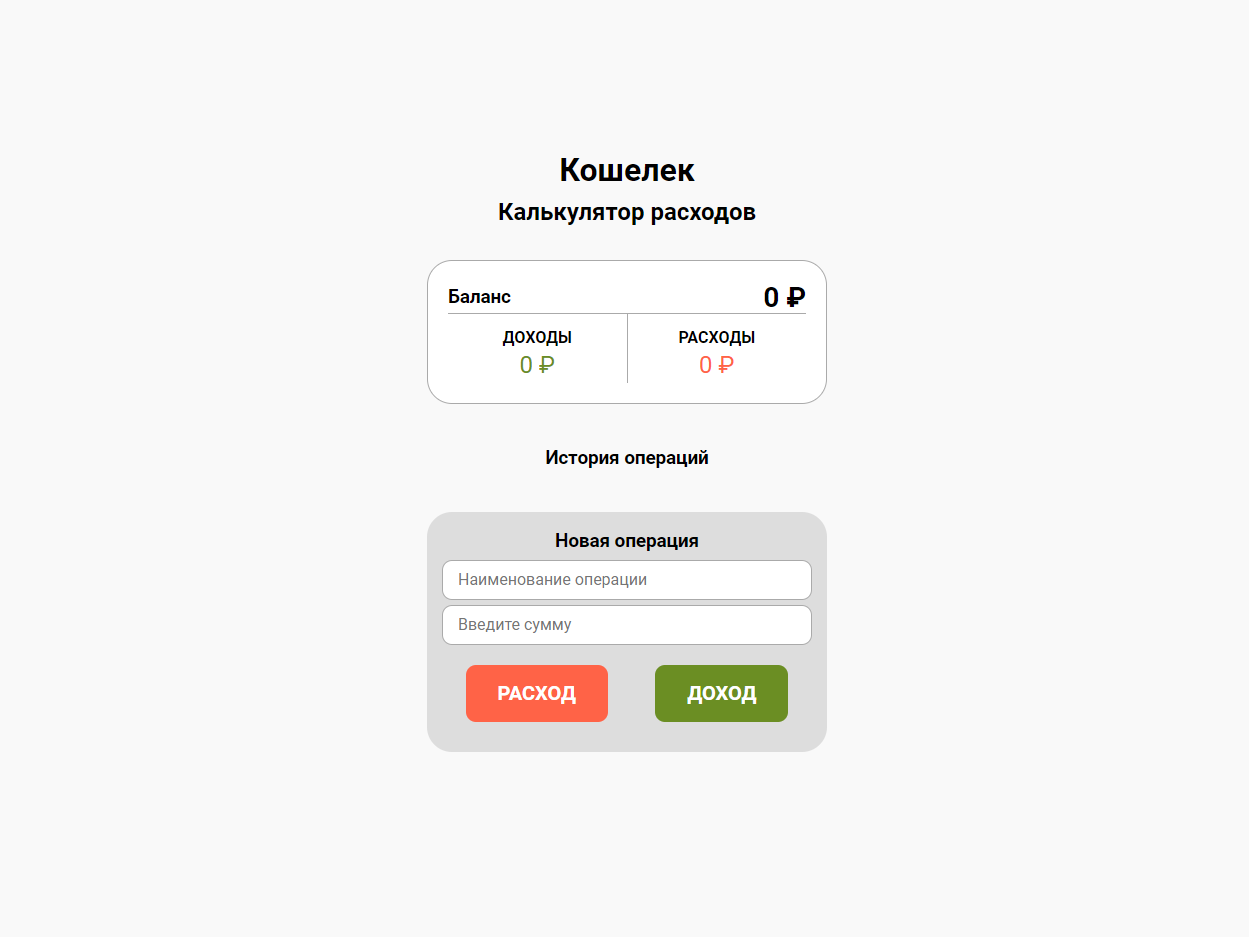 Кошелек
Калькулятор расходов
Баланс 0 ₽
ДОХОДЫ РАСХОДЫ
0 ₽ 0 ₽
История операций
Новая операция
Наименование операции
Введите сумму
РАСХОД ДОХОД